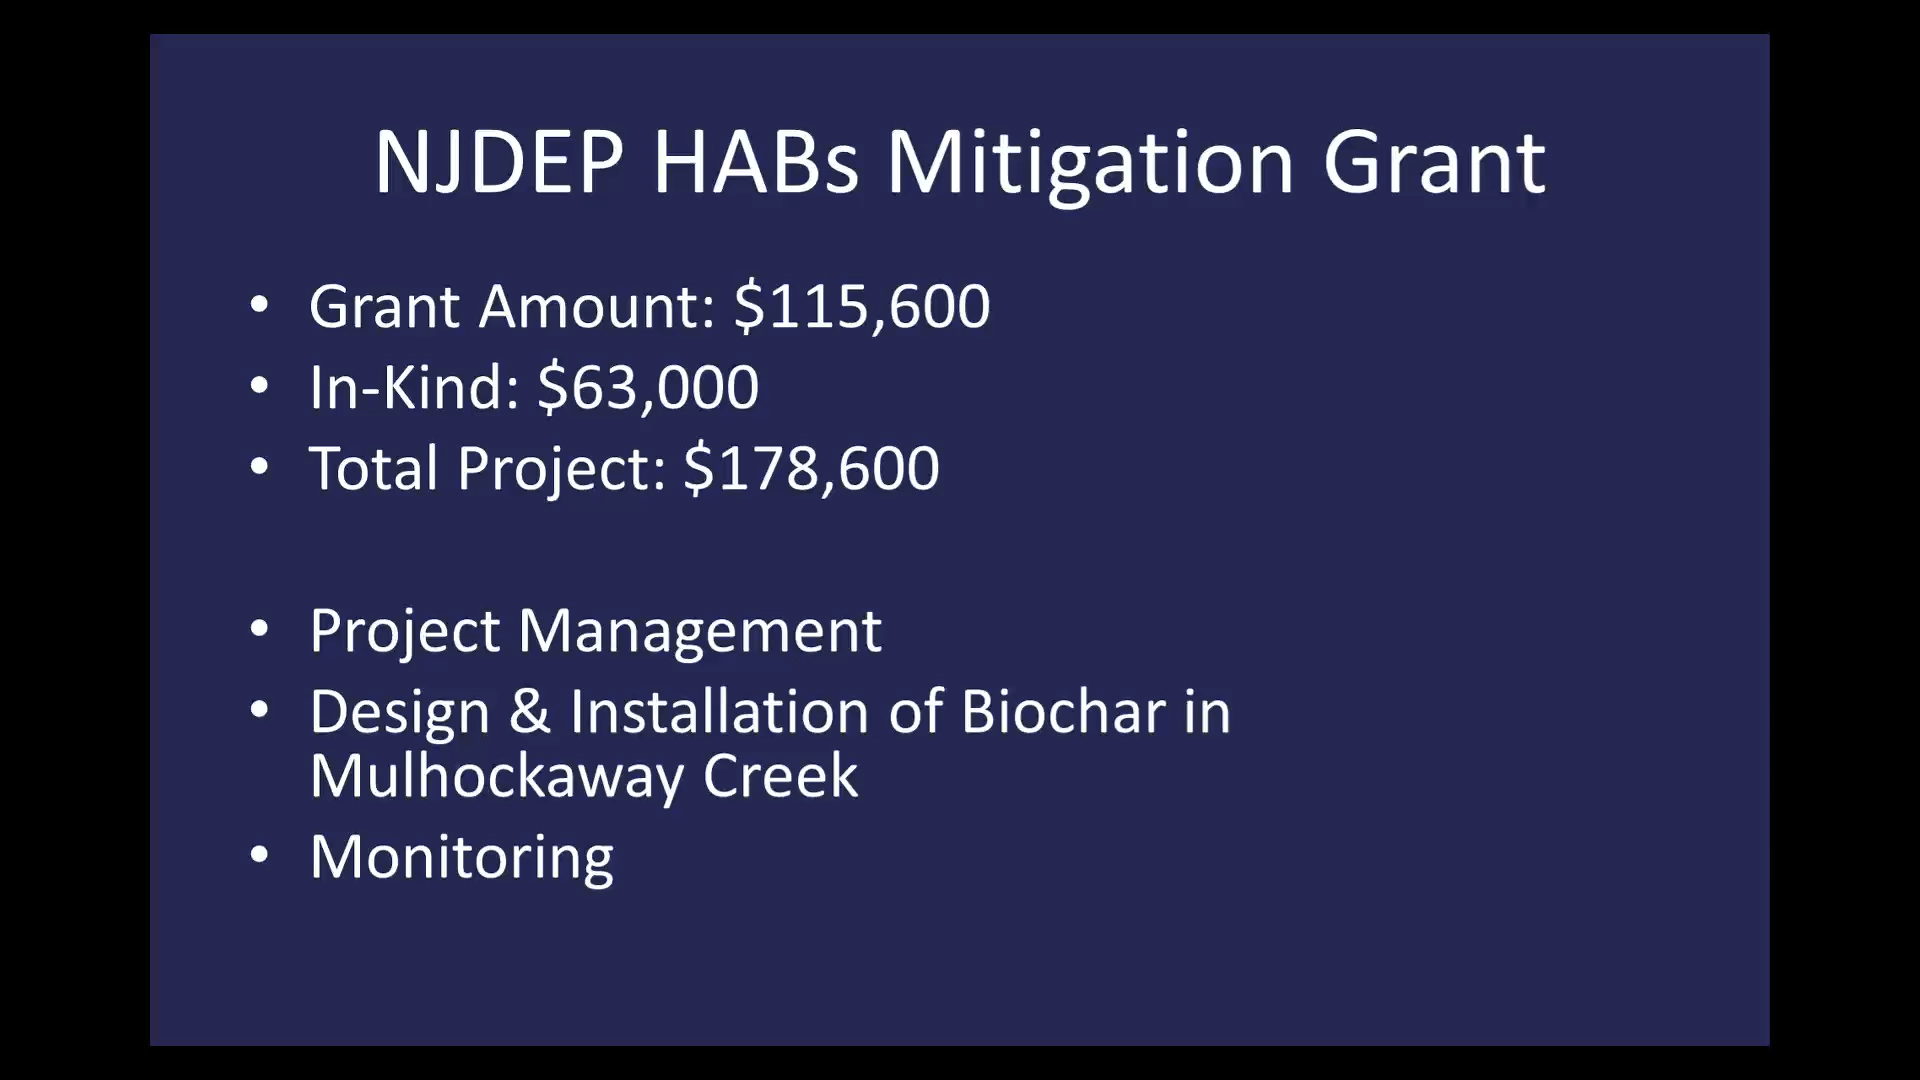 NJDEP HABs Mitigation Grant
• Grant Amount: $115,600
• In-Kind: $63,000
• Total Project: $178,600
• Project Management
• Design & Installation of Biochar in
Mulhockaway Creek
• Monitoring